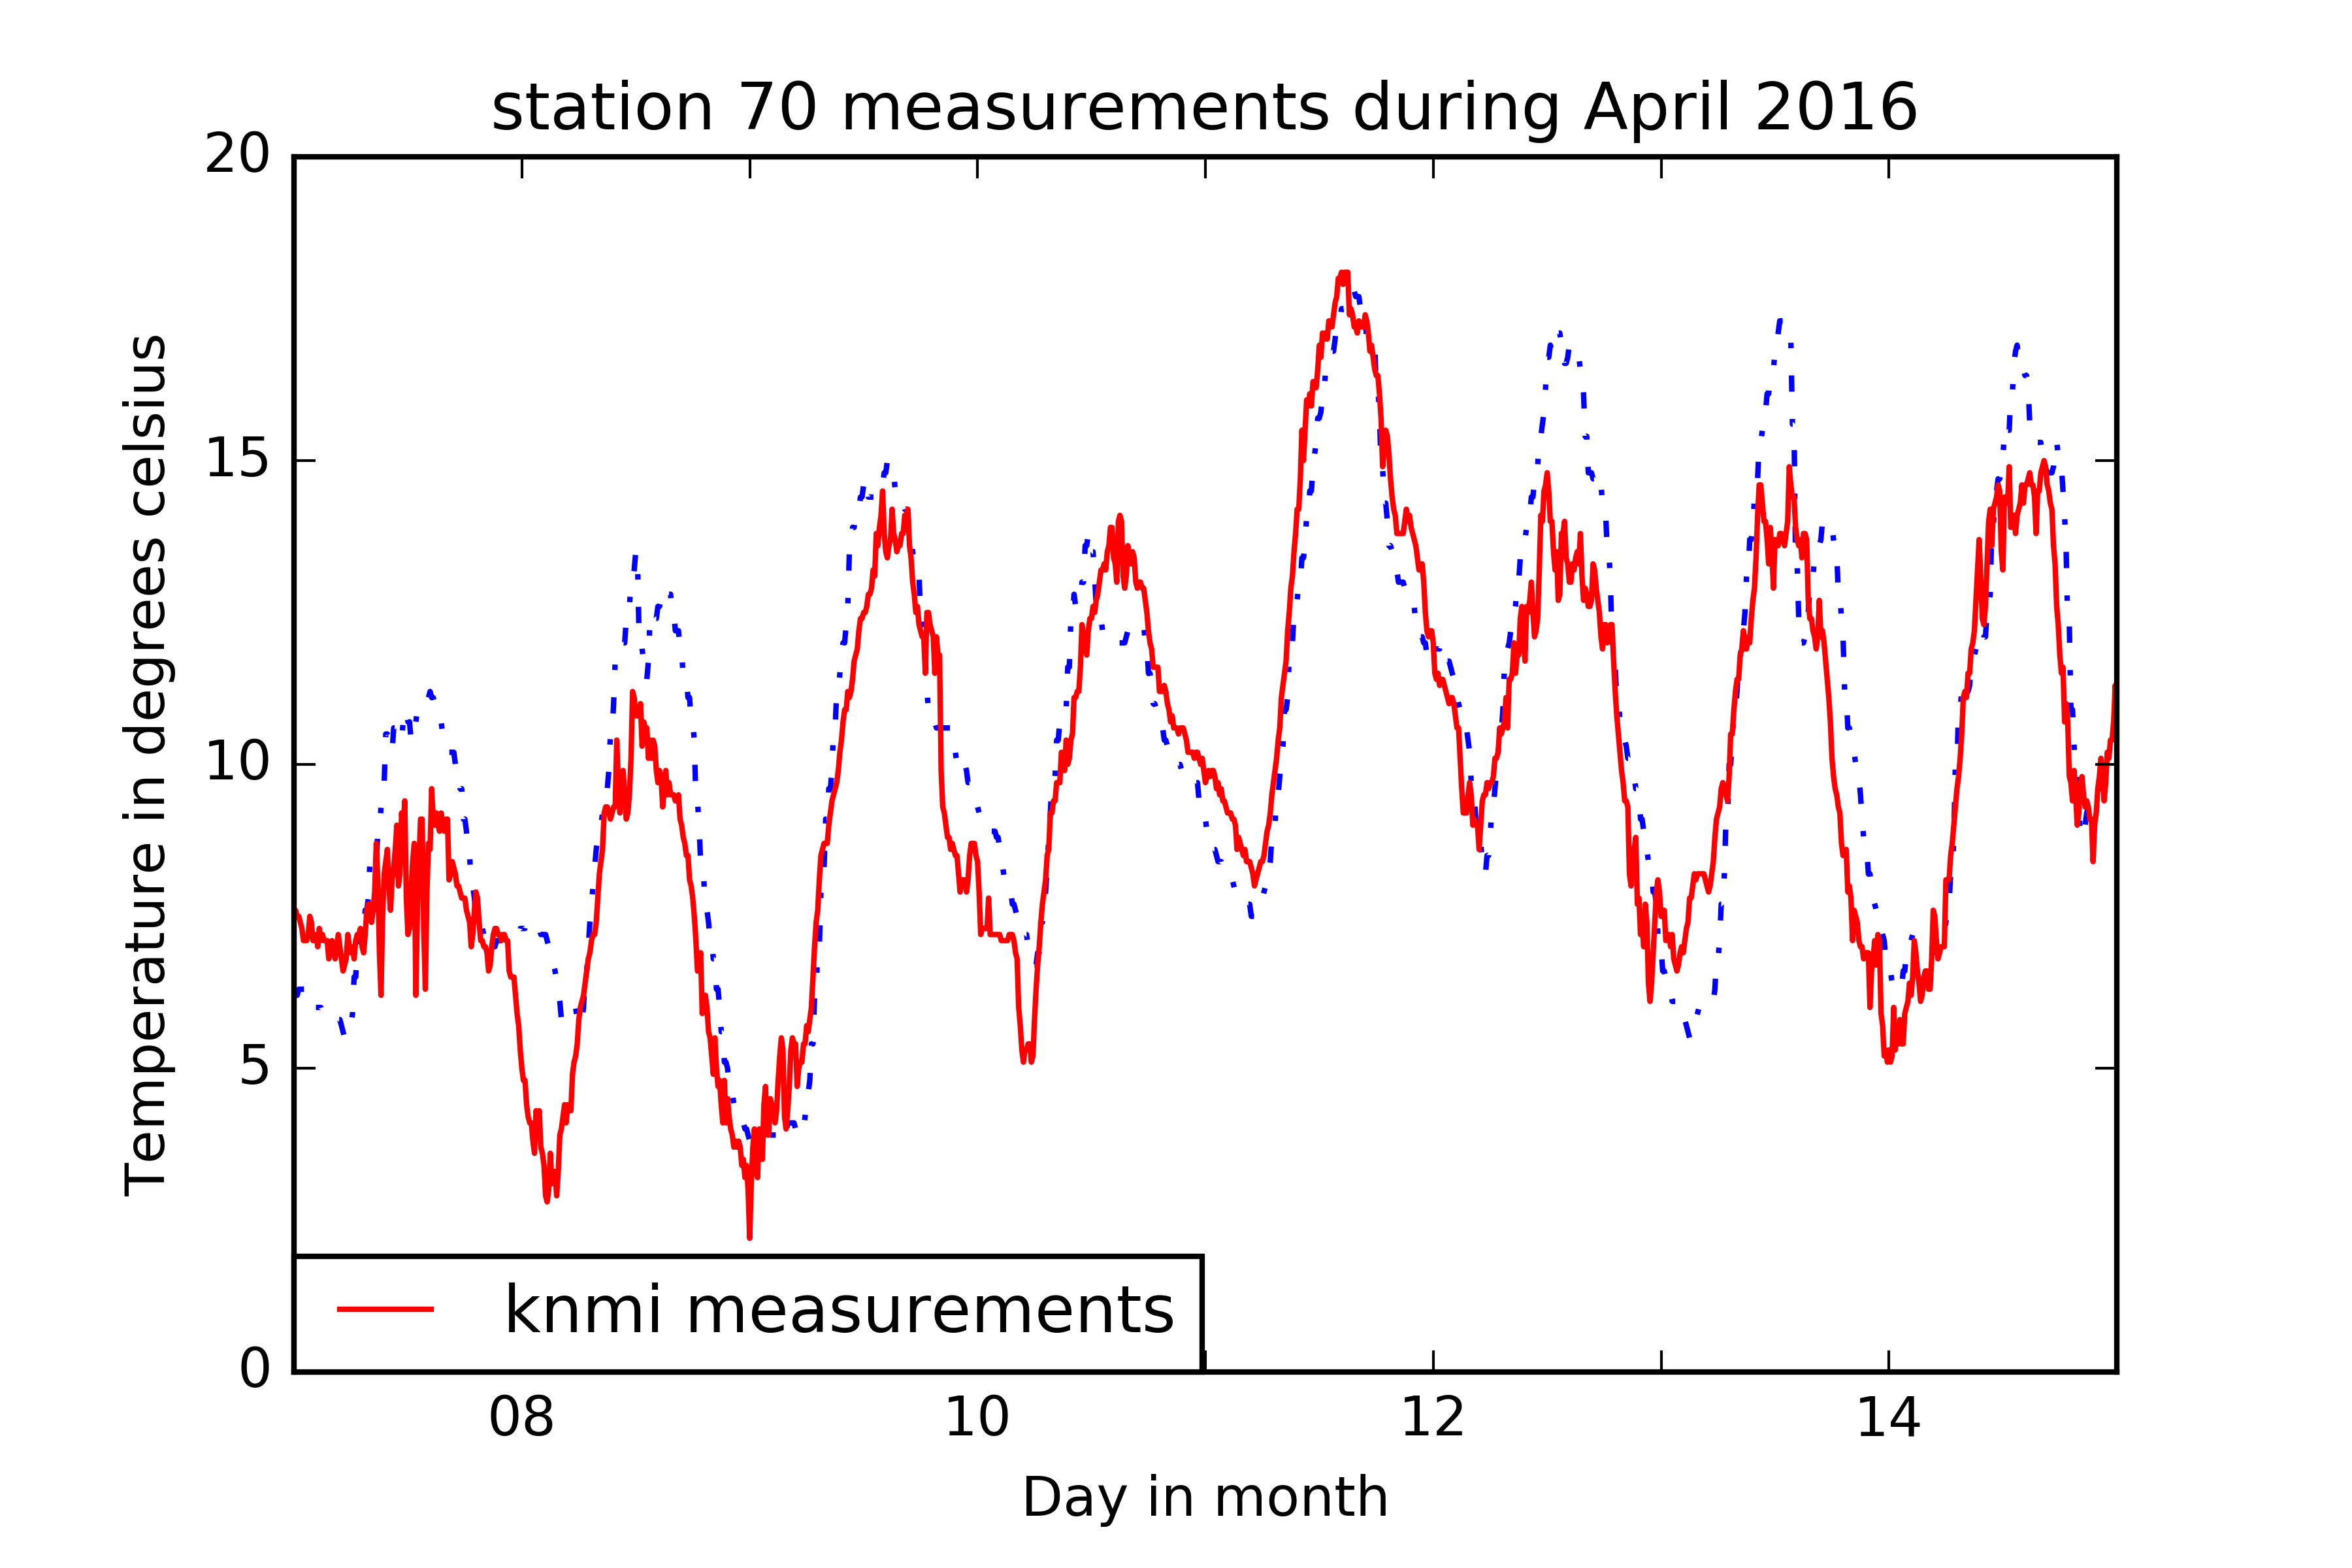 station 70 measurements during April 2016
Temperature in degrees celsius
20
15
10
5
0
knmi measurements
08 10 12 14
Day in month